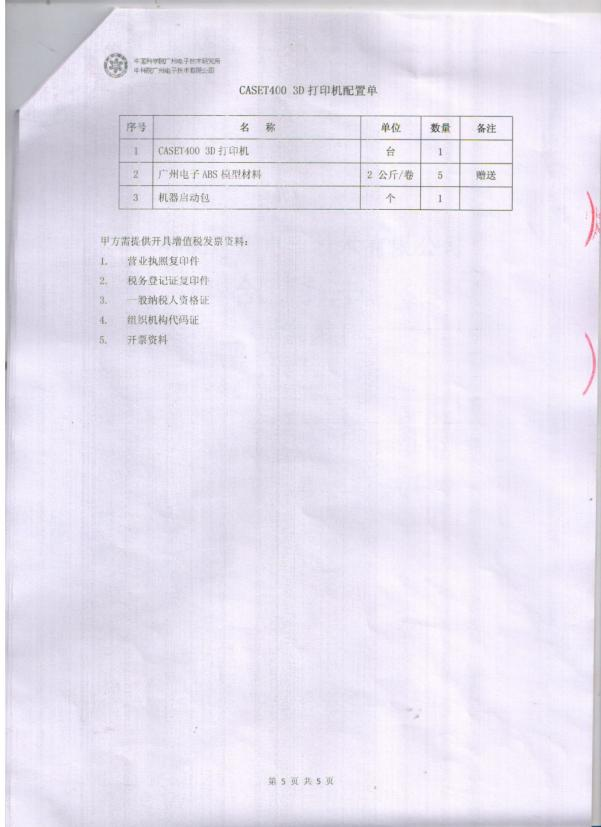 中国科学院广州电子技术研究所
中科院广州电子技术有限公司
CASET400 3D 打印机配置单
序号 名 称 单位 数量 备注
1 CASET400 3D 打印机 台 1
2 广州电子 ABS 模型材料 2 公斤/卷 5 赠送
3 机器启动包 个 1
甲方需提供开具增值税发票资料：
1. 营业执照复印件
2. 税务登记证复印件
3. 一般纳税人资格证
4. 组织机构代码证
5. 开票资料
第 5 页 共 5 页